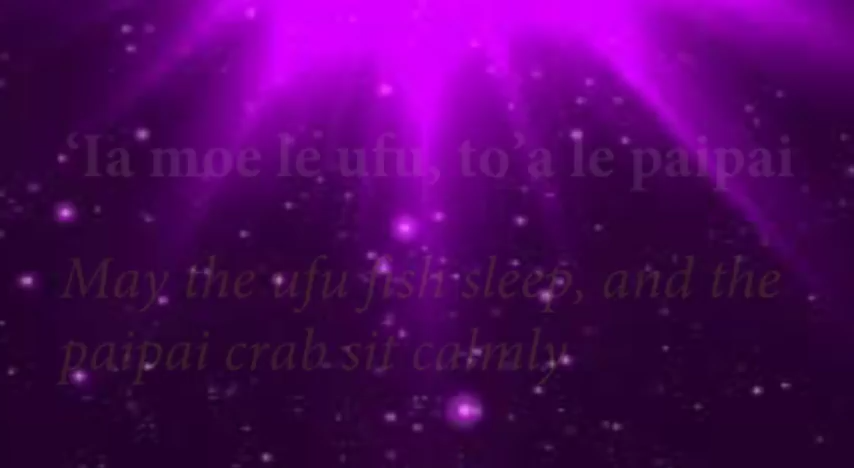 ‘Ia moe le ufu, to’a le paipai
May the ufu fish sleep, and the
paipai crab sit calmly